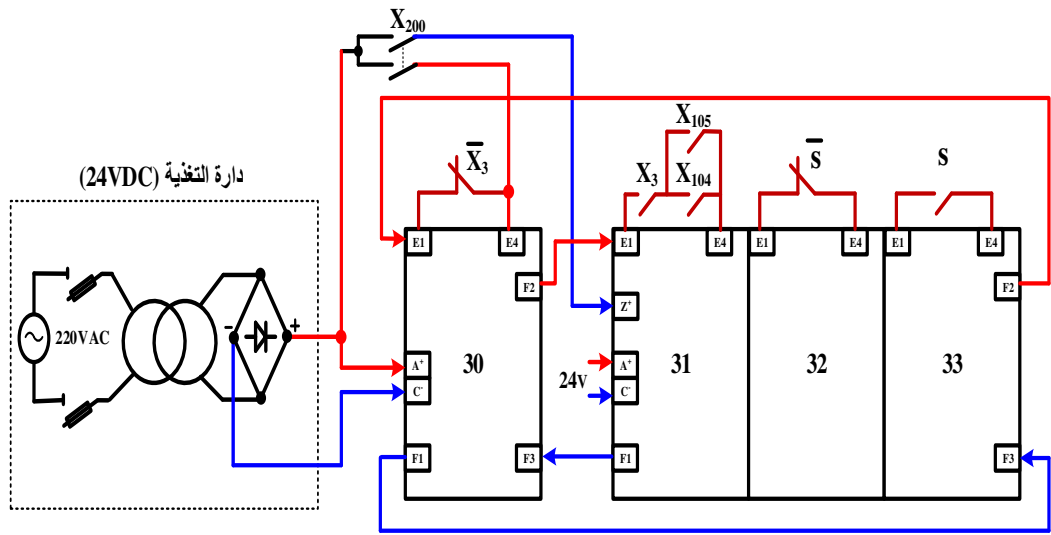 X₂₀₀
X₁₀₅
X̅₃
X₃
X₁₀₄
s̅
s
دارة التغذية (24VDC)
E1
E4
E1
E4
E1
E4
E1
E4
F2
F2
Z⁺
220VAC
-
+
A⁺
C⁻
30
24v
A⁺
C⁻
31
32
33
F1
F3
F1
F3